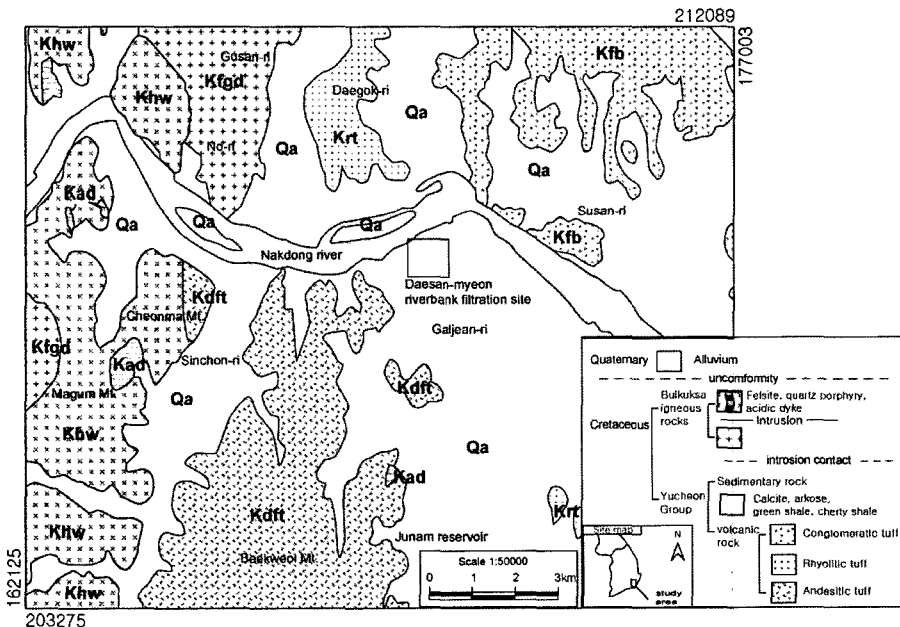 212089
177003
Khw
Gusan-ri
Kfgd
Khw
Daegok-ri
Qa
Kfb
Krt
No-ri
Qa
Qa
Kad
Qa
Qa
Qa
Susan-ri
Kfb
Nakdong river
Daesan-myeon
riverbank filtration site
Kdft
Cheonma Mt.
Galjean-ri
Kfgd
Kad
Sinchon-ri
Kdft
Magum Mt.
Qa
Kbw
Qa
Kad
Kdft
Krt
Khw
Junam reservoir
Baekweol Mt.
Khw
Scale 1:50000
0 1 2 3km
162125
203275
Quaternary Alluvium
uncomformity
Bulkuksa
igneous
rocks
Felsite, quartz porphyry,
acidic dyke
Intrusion
Cretaceous
introsion contact
Sedimentary rock
Yucheon
Group
Calcite, arkose,
green shale, cherty shale
volcanic
rock
Conglomeratic tuff
Rhyolitic tuff
Andesitic tuff
Site map
N
study
area